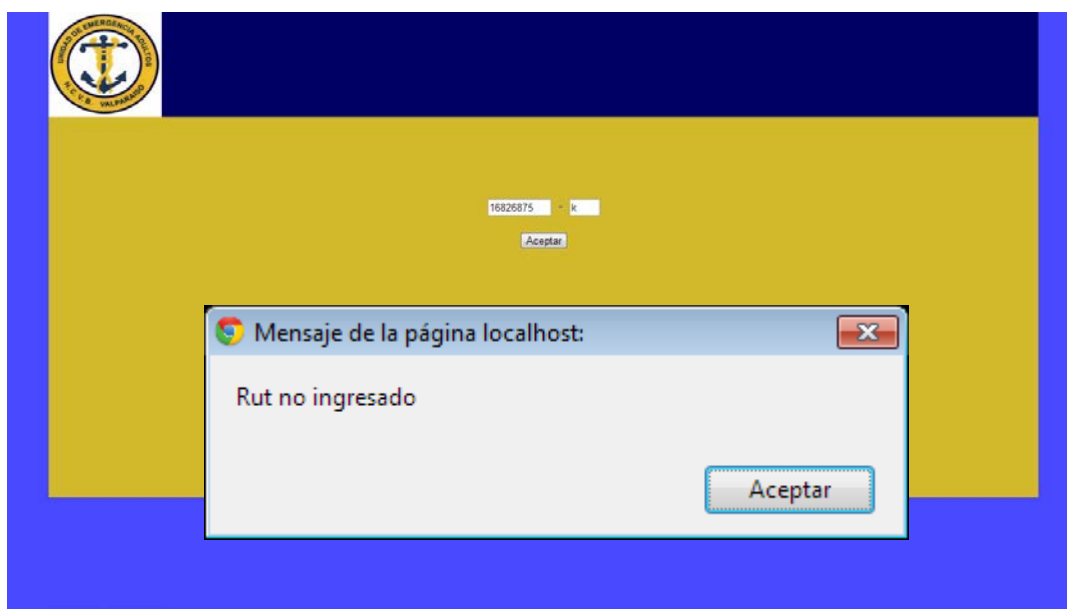 UNIDAD DE EMERGENCIA ADULTOS
H.C.V.B. VALPARAISO
16826875 - k
Aceptar
Mensaje de la página localhost:
Rut no ingresado
Aceptar